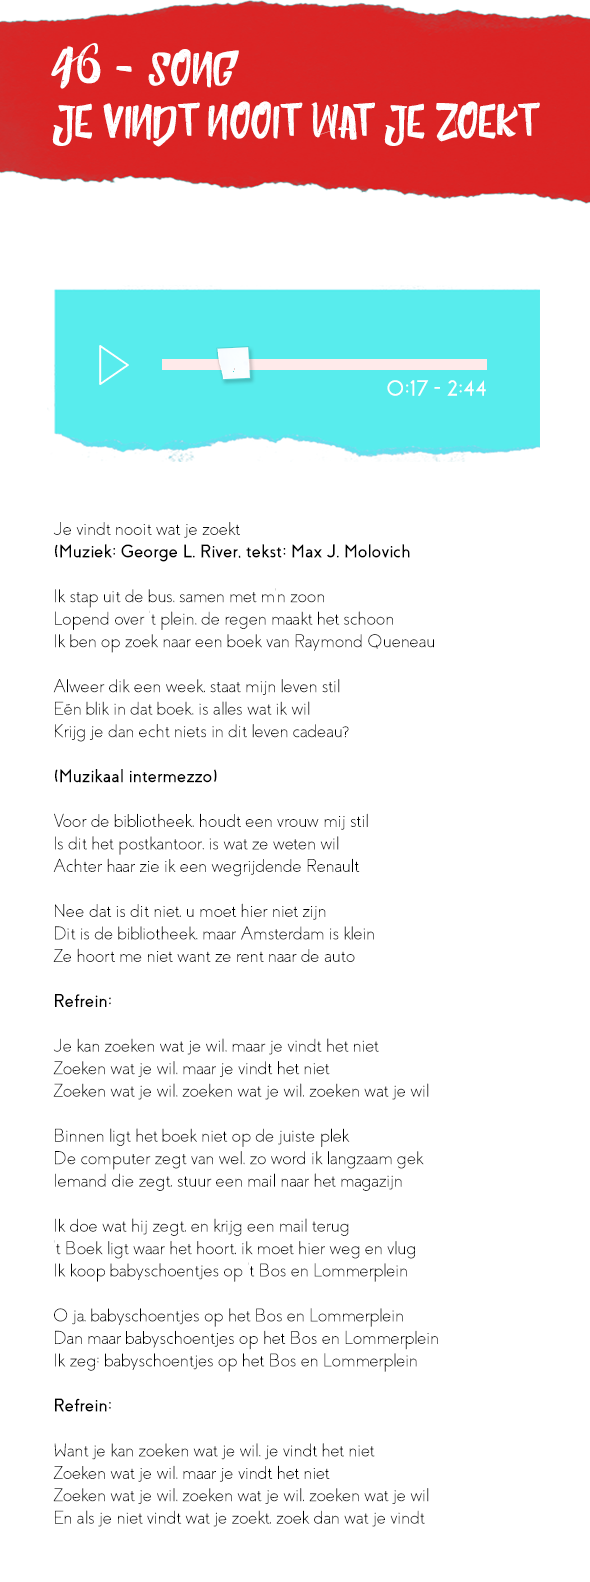 46 - SONG
JE VINDT NOOIT WAT JE ZOEKT
0:17 - 2:44
Je vindt nooit wat je zoekt
(Muziek: George L. River, tekst: Max J. Molovich
Ik stap uit de bus, samen met m'n zoon
Lopend over 't plein, de regen maakt het schoon
Ik ben op zoek naar een boek van Raymond Queneau
Alweer dik een week, staat mijn leven stil
Eén blik in dat boek, is alles wat ik wil
Krijg je dan echt niets in dit leven cadeau?
(Muzikaal intermezzo)
Voor de bibliotheek, houdt een vrouw mij stil
Is dit het postkantoor, is wat ze weten wil
Achter haar zie ik een wegrijdende Renault
Nee dat is dit niet, u moet hier niet zijn
Dit is de bibliotheek, maar Amsterdam is klein
Ze hoort me niet want ze rent naar de auto
Refrein:
Je kan zoeken wat je wil, maar je vindt het niet
Zoeken wat je wil, maar je vindt het niet
Zoeken wat je wil, zoeken wat je wil, zoeken wat je wil
Binnen ligt het boek niet op de juiste plek
De computer zegt van wel, zo word ik langzaam gek
Iemand die zegt, stuur een mail naar het magazijn
Ik doe wat hij zegt, en krijg een mail terug
't Boek ligt waar het hoort, ik moet hier weg en vlug
Ik koop babyschoentjes op 't Bos en Lommerplein
O ja, babyschoentjes op het Bos en Lommerplein
Dan maar babyschoentjes op het Bos en Lommerplein
Ik zeg: babyschoentjes op het Bos en Lommerplein
Refrein:
Want je kan zoeken wat je wil, je vindt het niet
Zoeken wat je wil, maar je vindt het niet
Zoeken wat je wil, zoeken wat je wil, zoeken wat je wil
En als je niet vindt wat je zoekt, zoek dan wat je vindt